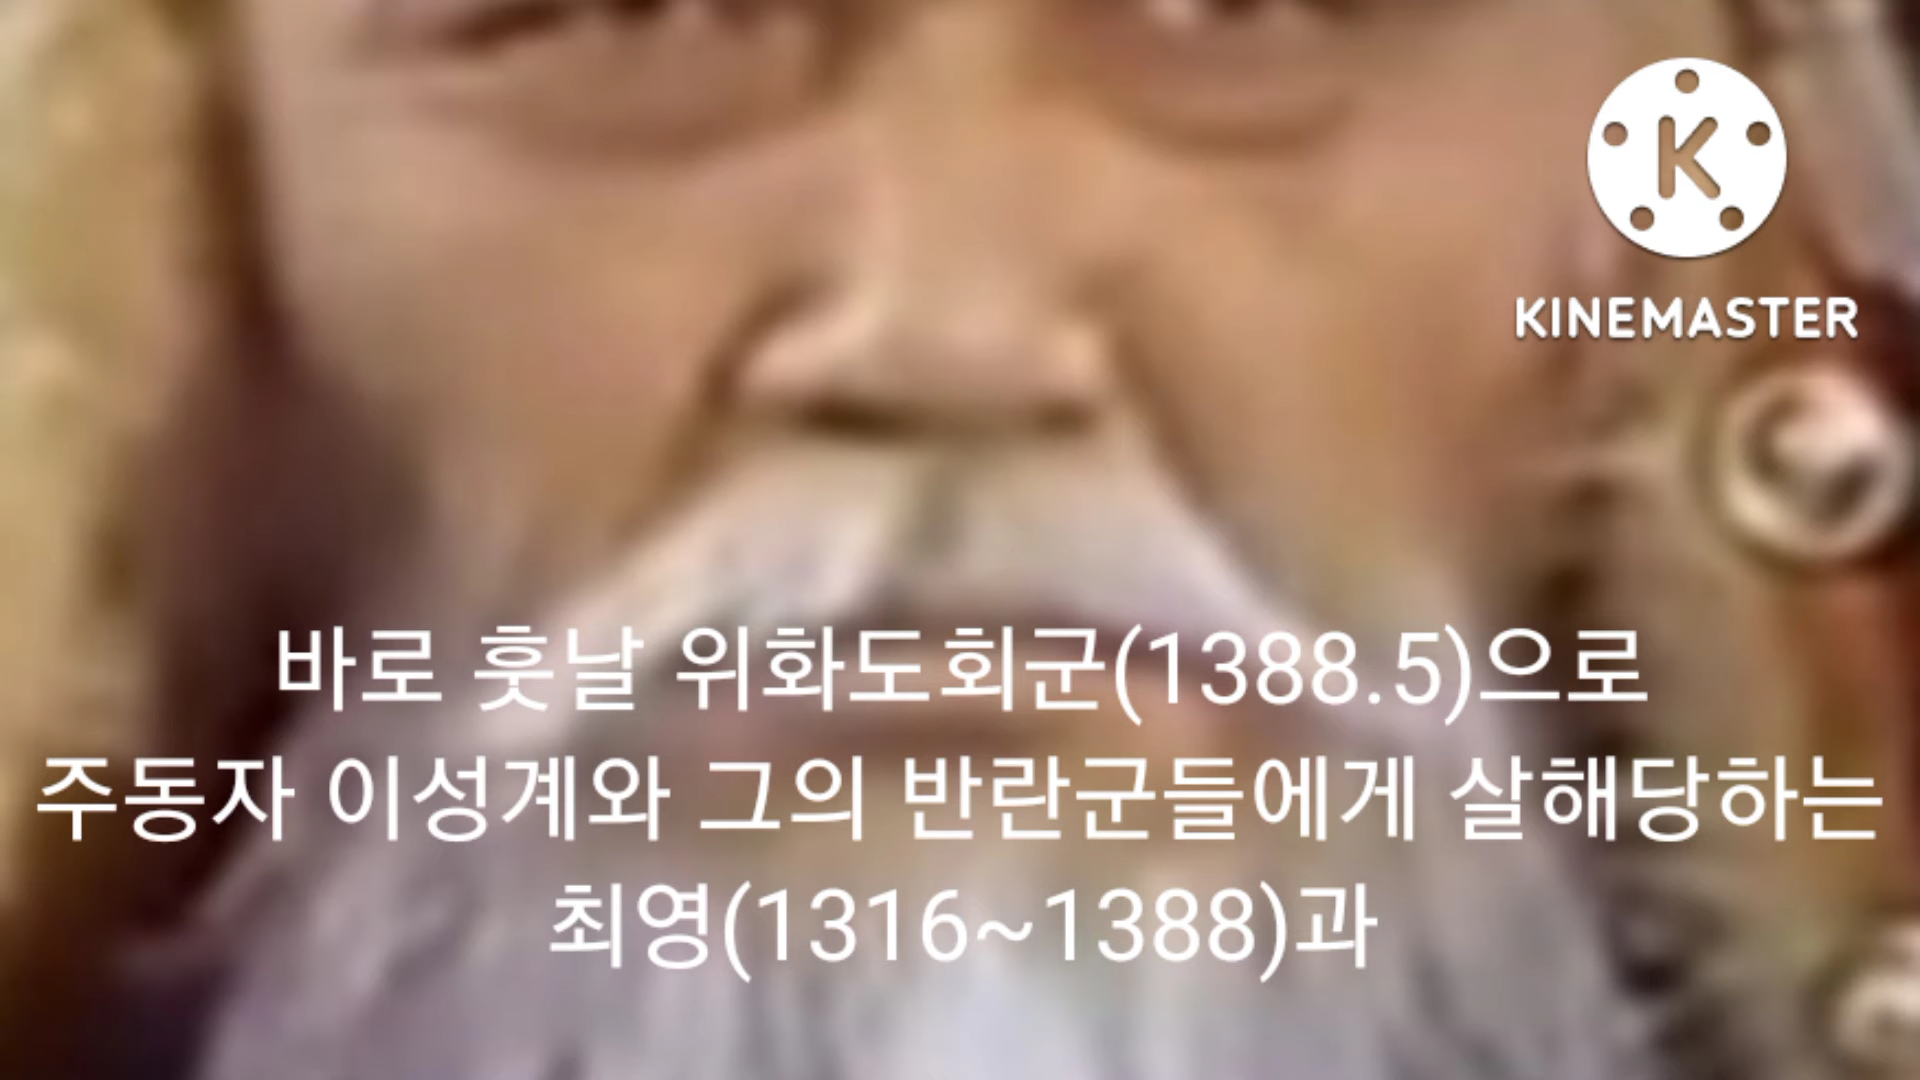 KINEMASTER
바로 훗날 위화도회군(1388.5)으로
주동자 이성계와 그의 반란군들에게 살해당하는
최영(1316~1388)과